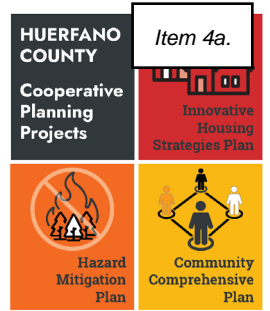 HUERFANO
COUNTY
Cooperative
Planning
Projects
Item 4a.
Innovative
Housing
Strategies Plan
Hazard
Mitigation
Plan
Community
Comprehensive
Plan